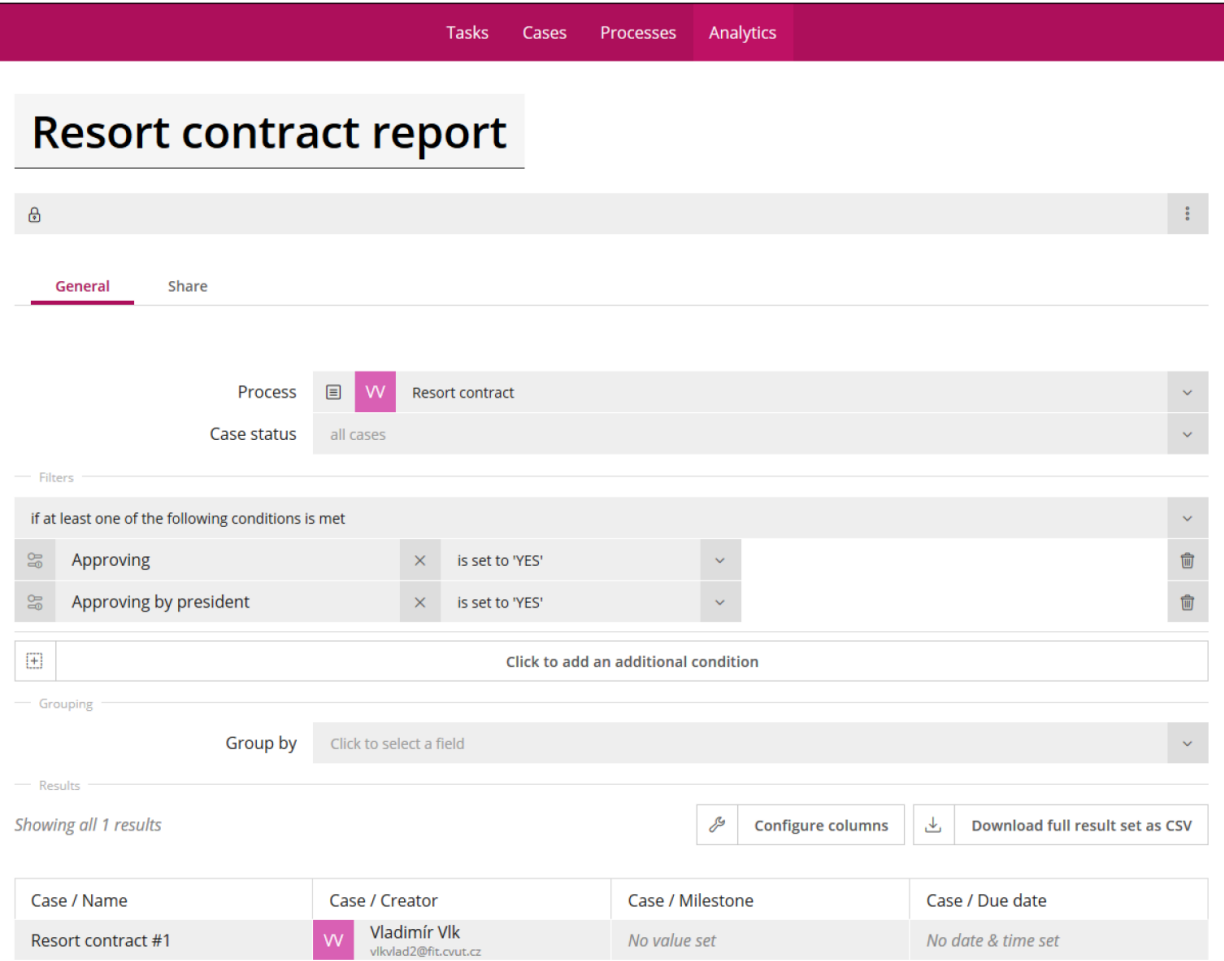 Tasks Cases Processes Analytics
Resort contract report
General Share
Process VV Resort contract
Case status all cases
Filters
if at least one of the following conditions is met
Approving is set to 'YES'
Approving by president is set to 'YES'
Click to add an additional condition
Grouping
Group by Click to select a field
Results
Showing all 1 results Configure columns Download full result set as CSV
Case / Name Case / Creator Case / Milestone Case / Due date
Resort contract #1 VV Vladimír Vlk No value set No date & time set
vlkvlad2@fit.cvut.cz